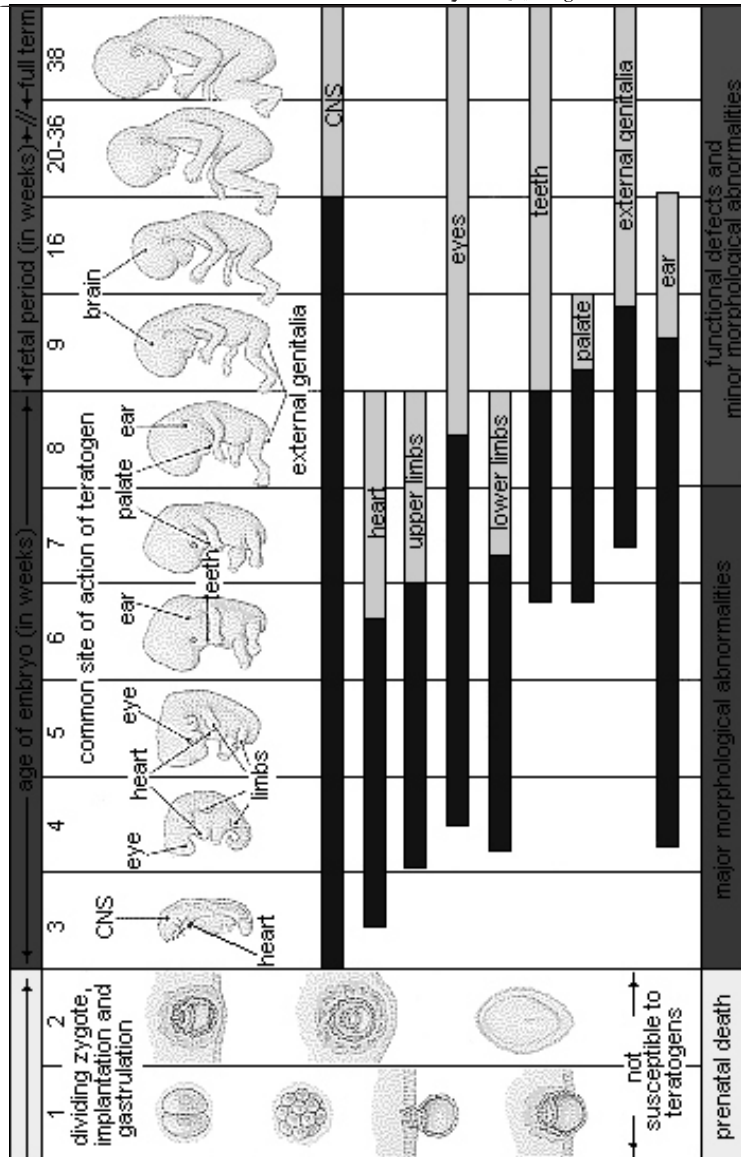 age of embryo (in weeks)
fetal period (in weeks)
full term
1
2
3
4
5
6
7
8
9
16
20-36
38
dividing zygote,
implantation and
gastrulation
common site of action of teratogen
CNS
heart
eye
heart
limbs
eye
ear
teeth
palate
ear
external genitalia
brain
not
susceptible to
teratogens
CNS
heart
upper limbs
eyes
lower limbs
teeth
palate
external genitalia
ear
prenatal death
major morphological abnormalities
functional defects and
minor morphological abnormalities